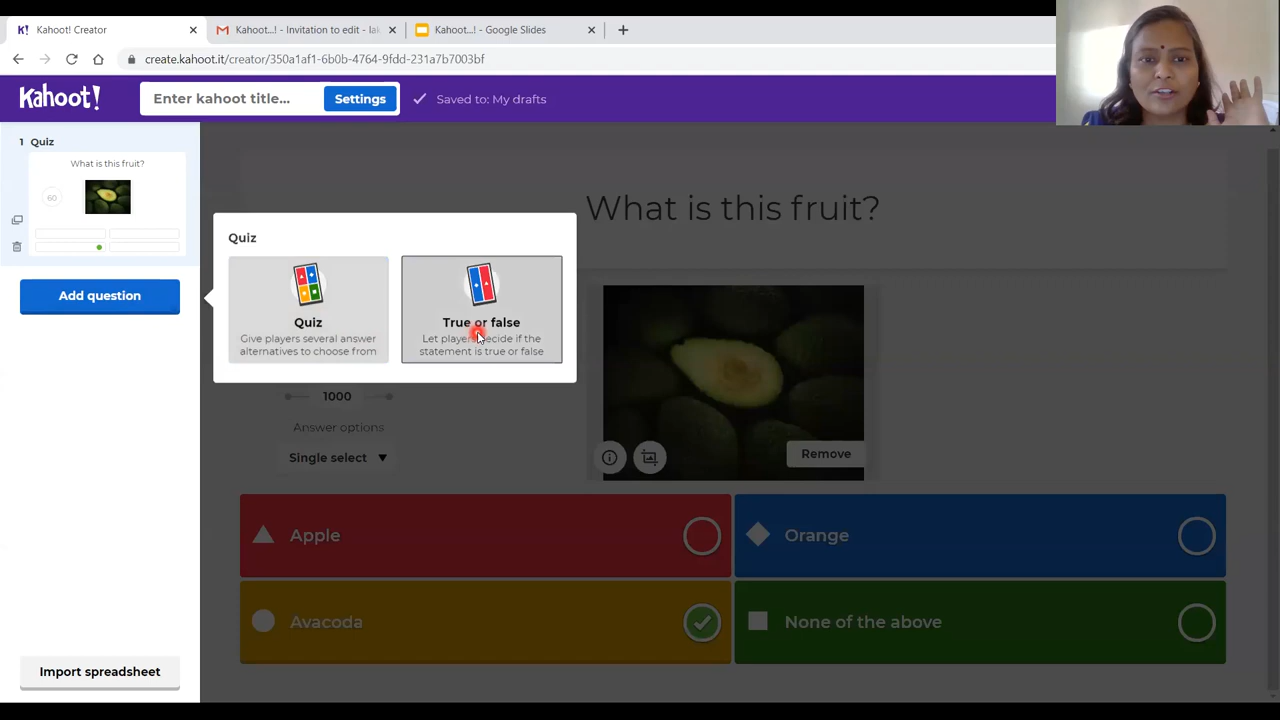 Kahoot! Creator
Kahoot...! - Invitation to edit - lak
Kahoot...! - Google Slides
create.kahoot.it/creator/350a1af1-6b0b-4764-9fdd-231a7b7003bf
Kahoot!
Enter kahoot title...
Settings
Saved to: My drafts
1 Quiz
What is this fruit?
60
Add question
Import spreadsheet
Quiz
Quiz
Give players several answer
alternatives to choose from
True or false
Let players decide if the
statement is true or false
What is this fruit?
1000
Answer options
Single select
Remove
Apple
Orange
Avacoda
None of the above